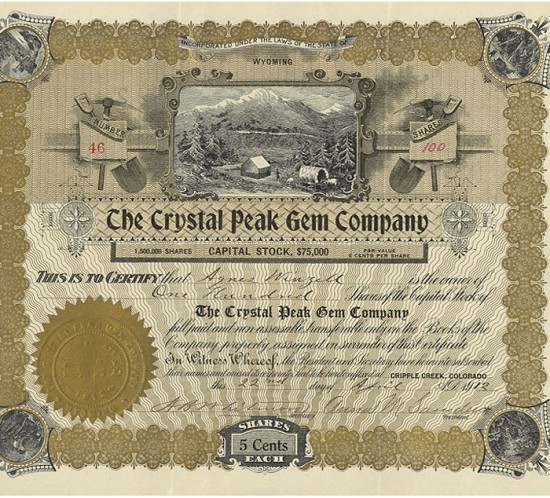 INCORPORATED UNDER THE LAWS OF THE STATE OF
WYOMING
NUMBER
46
SHARES
100
The Crystal Peak Gem Company
1,500,000 SHARES
CAPITAL STOCK, $75,000
PAR VALUE
5 CENTS PER SHARE
THIS IS TO CERTIFY that Agnes is the owner of
One Hundred Shares of the Capital Stock of
The Crystal Peak Gem Company
full paid and non assessable, transferable only on the Books of the
Company properly assigned, on surrender of this Certificate
In Witness Whereof, the President and Secretary have hereunto subscribed
their names and caused its corporate Seal to be hereto affixed at CRIPPLE CREEK, COLORADO
this 22nd day of April
SHARES
5 Cents
EACH